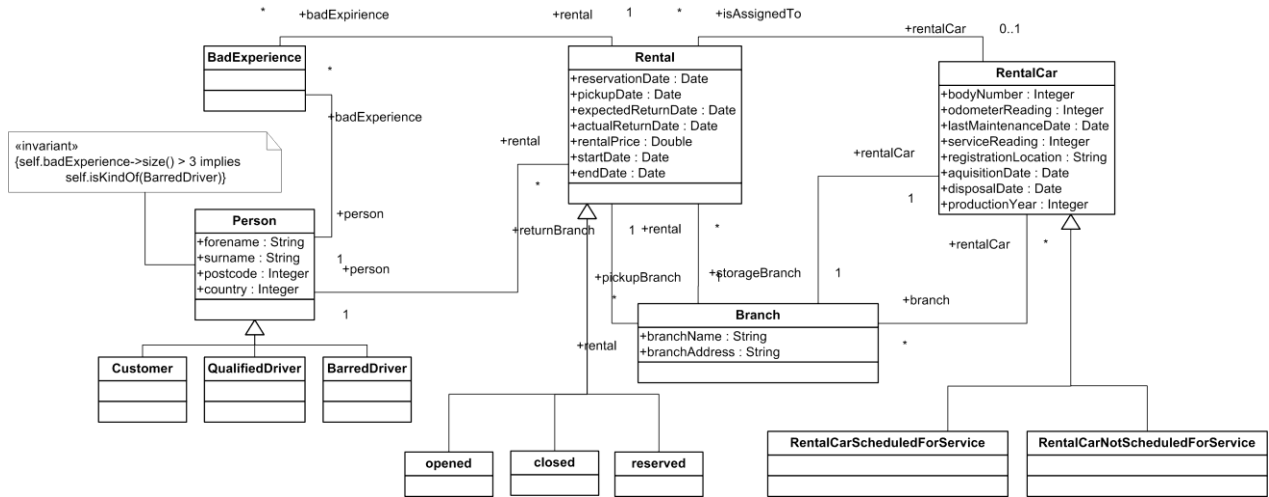 * +badExpirience +rental 1 * +isAssignedTo
+rentalCar 0..1
BadExperience
*
+badExperience
Rental
+reservationDate : Date
+pickupDate : Date
+expectedReturnDate : Date
+actualReturnDate : Date
+rentalPrice : Double
+startDate : Date
+endDate : Date
RentalCar
+bodyNumber : Integer
+odometerReading : Integer
+lastMaintenanceDate : Date
+serviceReading : Integer
+registrationLocation : String
+aquisitionDate : Date
+disposalDate : Date
+productionYear : Integer
«invariant»
{self.badExperience->size() > 3 implies
self.isKindOf(BarredDriver)}
+rental
*
+rentalCar
1
Person
+forename : String
+surname : String
+postcode : Integer
+country : Integer
+person
1
+person
1
+returnBranch 1 +rental *
+rentalCar *
+pickupBranch
*
+storageBranch
1
1
+branch
*
Branch
+branchName : String
+branchAddress : String
+rental
Customer
QualifiedDriver
BarredDriver
opened
closed
reserved
RentalCarScheduledForService
RentalCarNotScheduledForService